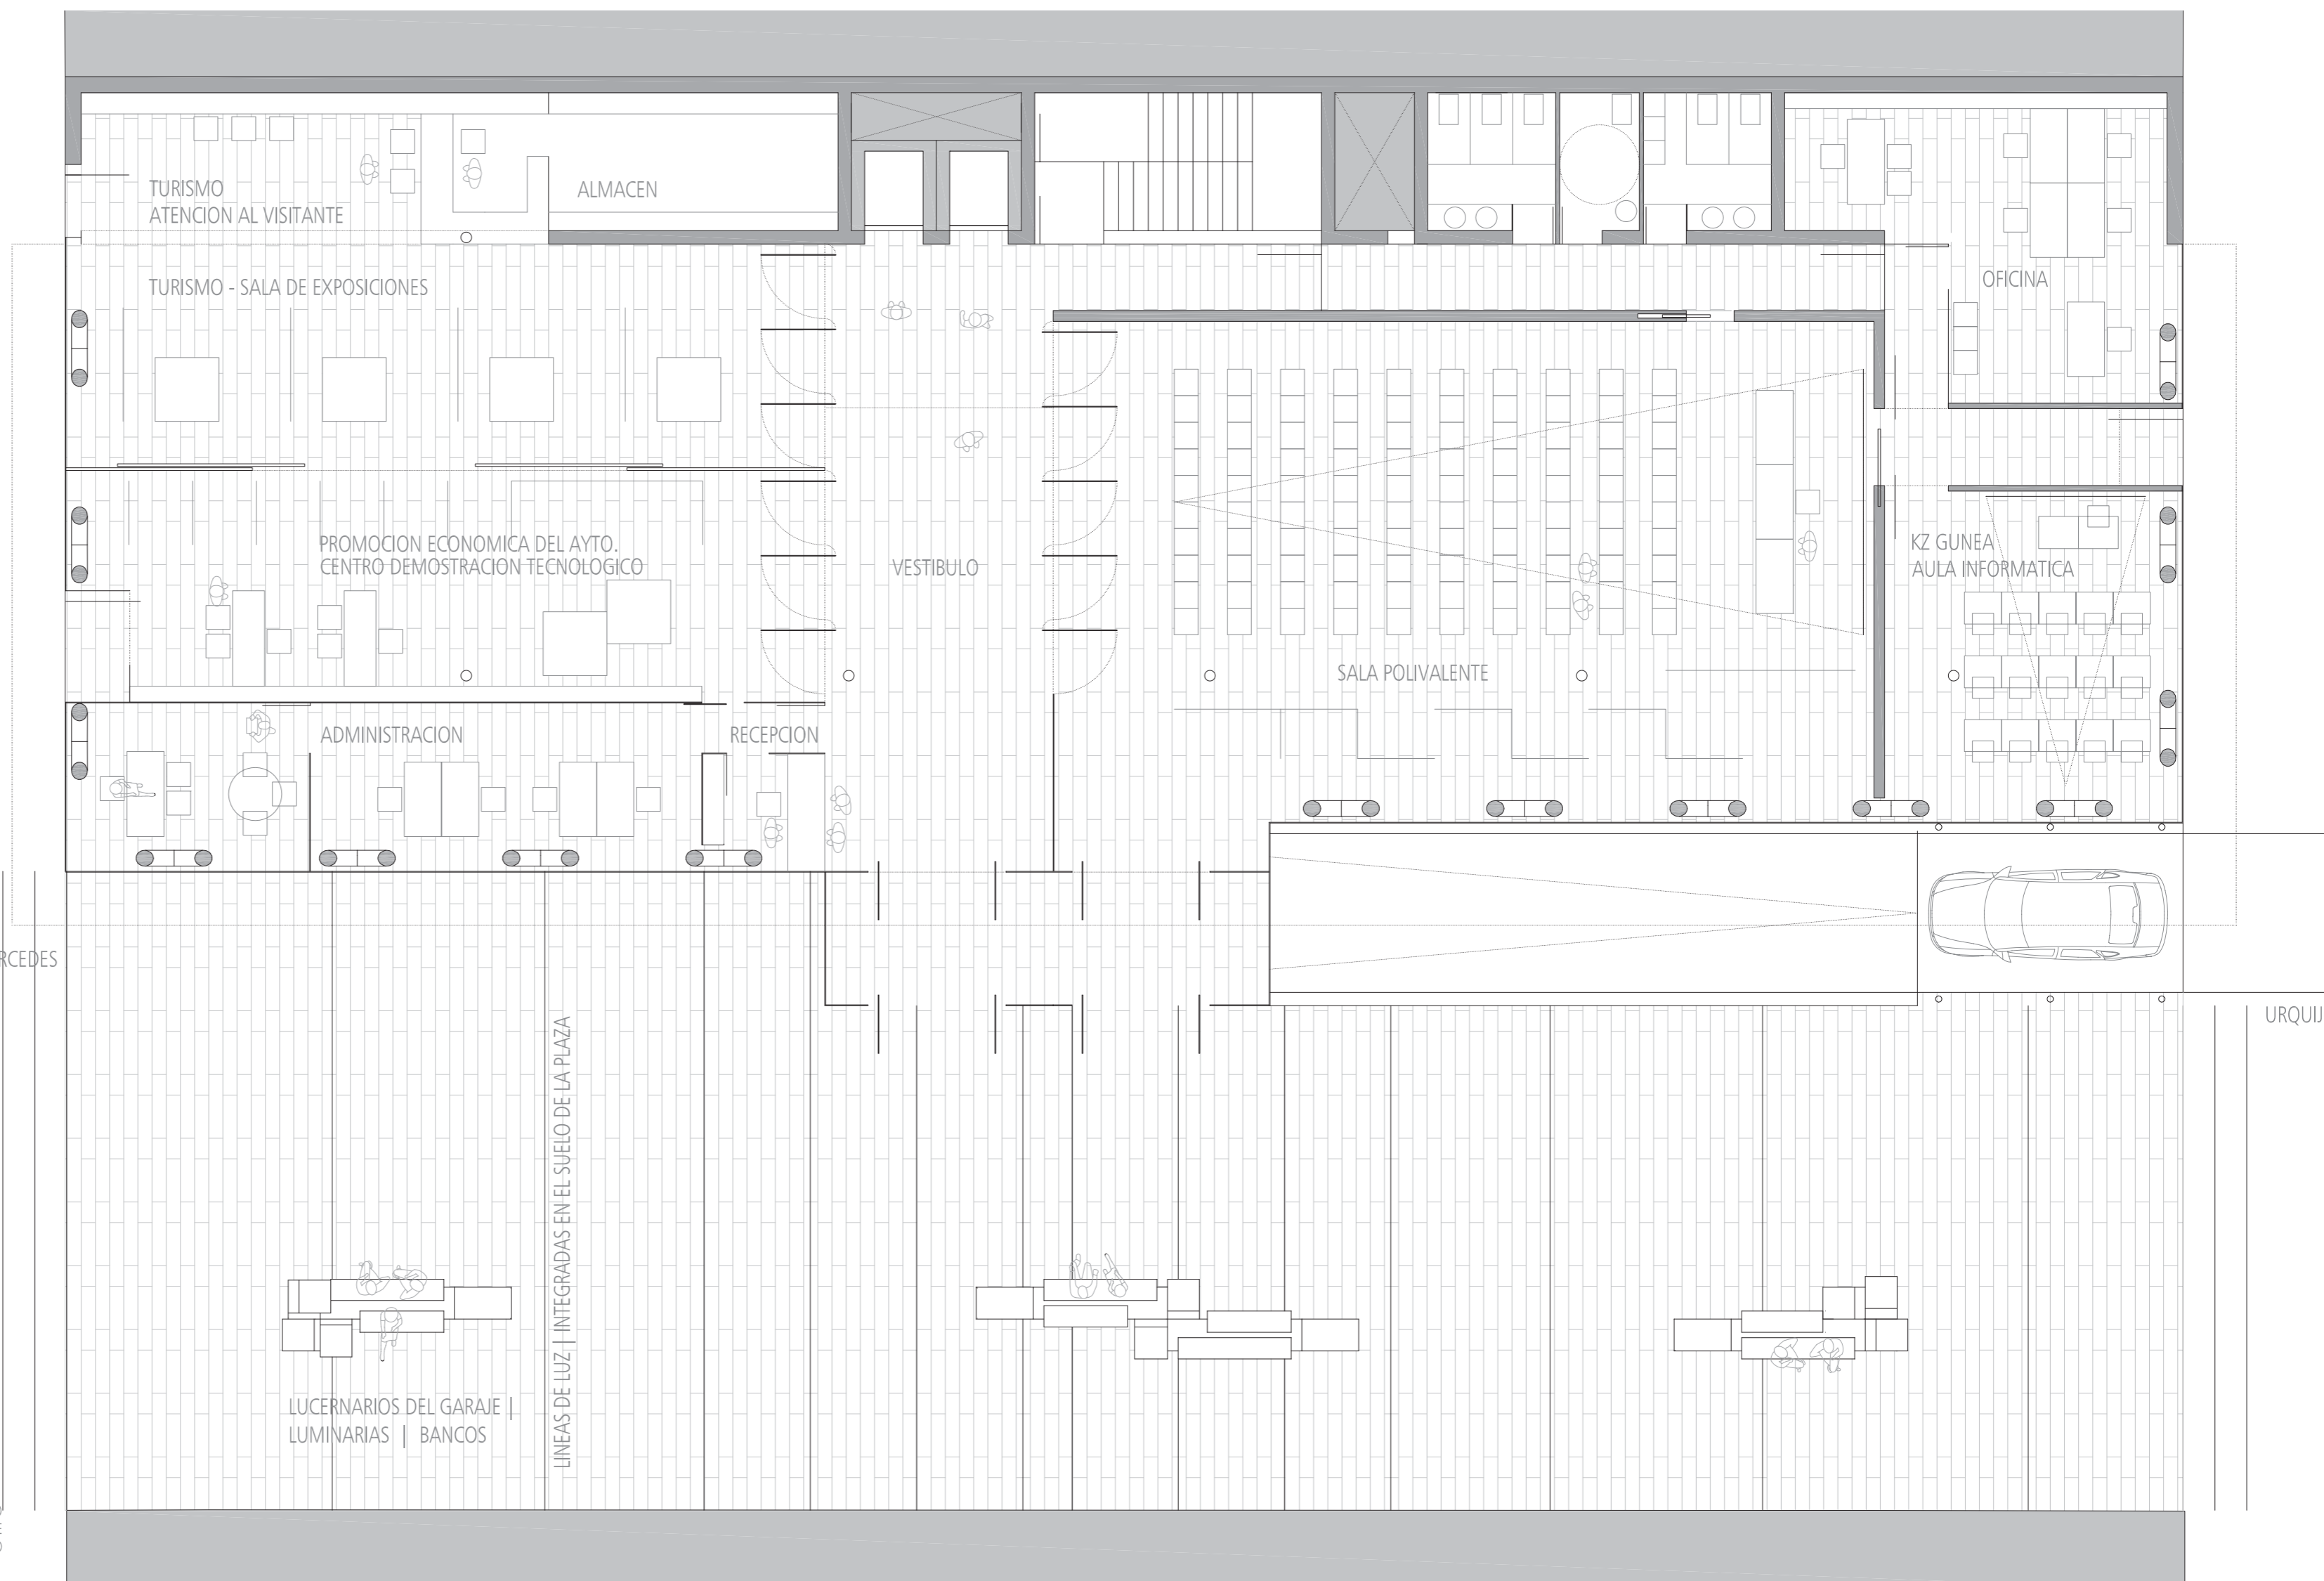 TURISMO
ATENCION AL VISITANTE
ALMACEN
TURISMO - SALA DE EXPOSICIONES
OFICINA
PROMOCION ECONOMICA DEL AYTO.
CENTRO DEMOSTRACION TECNOLOGICO
VESTIBULO
KZ GUNEA
AULA INFORMATICA
SALA POLIVALENTE
ADMINISTRACION
RECEPCION
RCEDES
URQUIJ
LINEAS DE LUZ | INTEGRADAS EN EL SUELO DE LA PLAZA
LUCERNARIOS DEL GARAJE |
LUMINARIAS | BANCOS